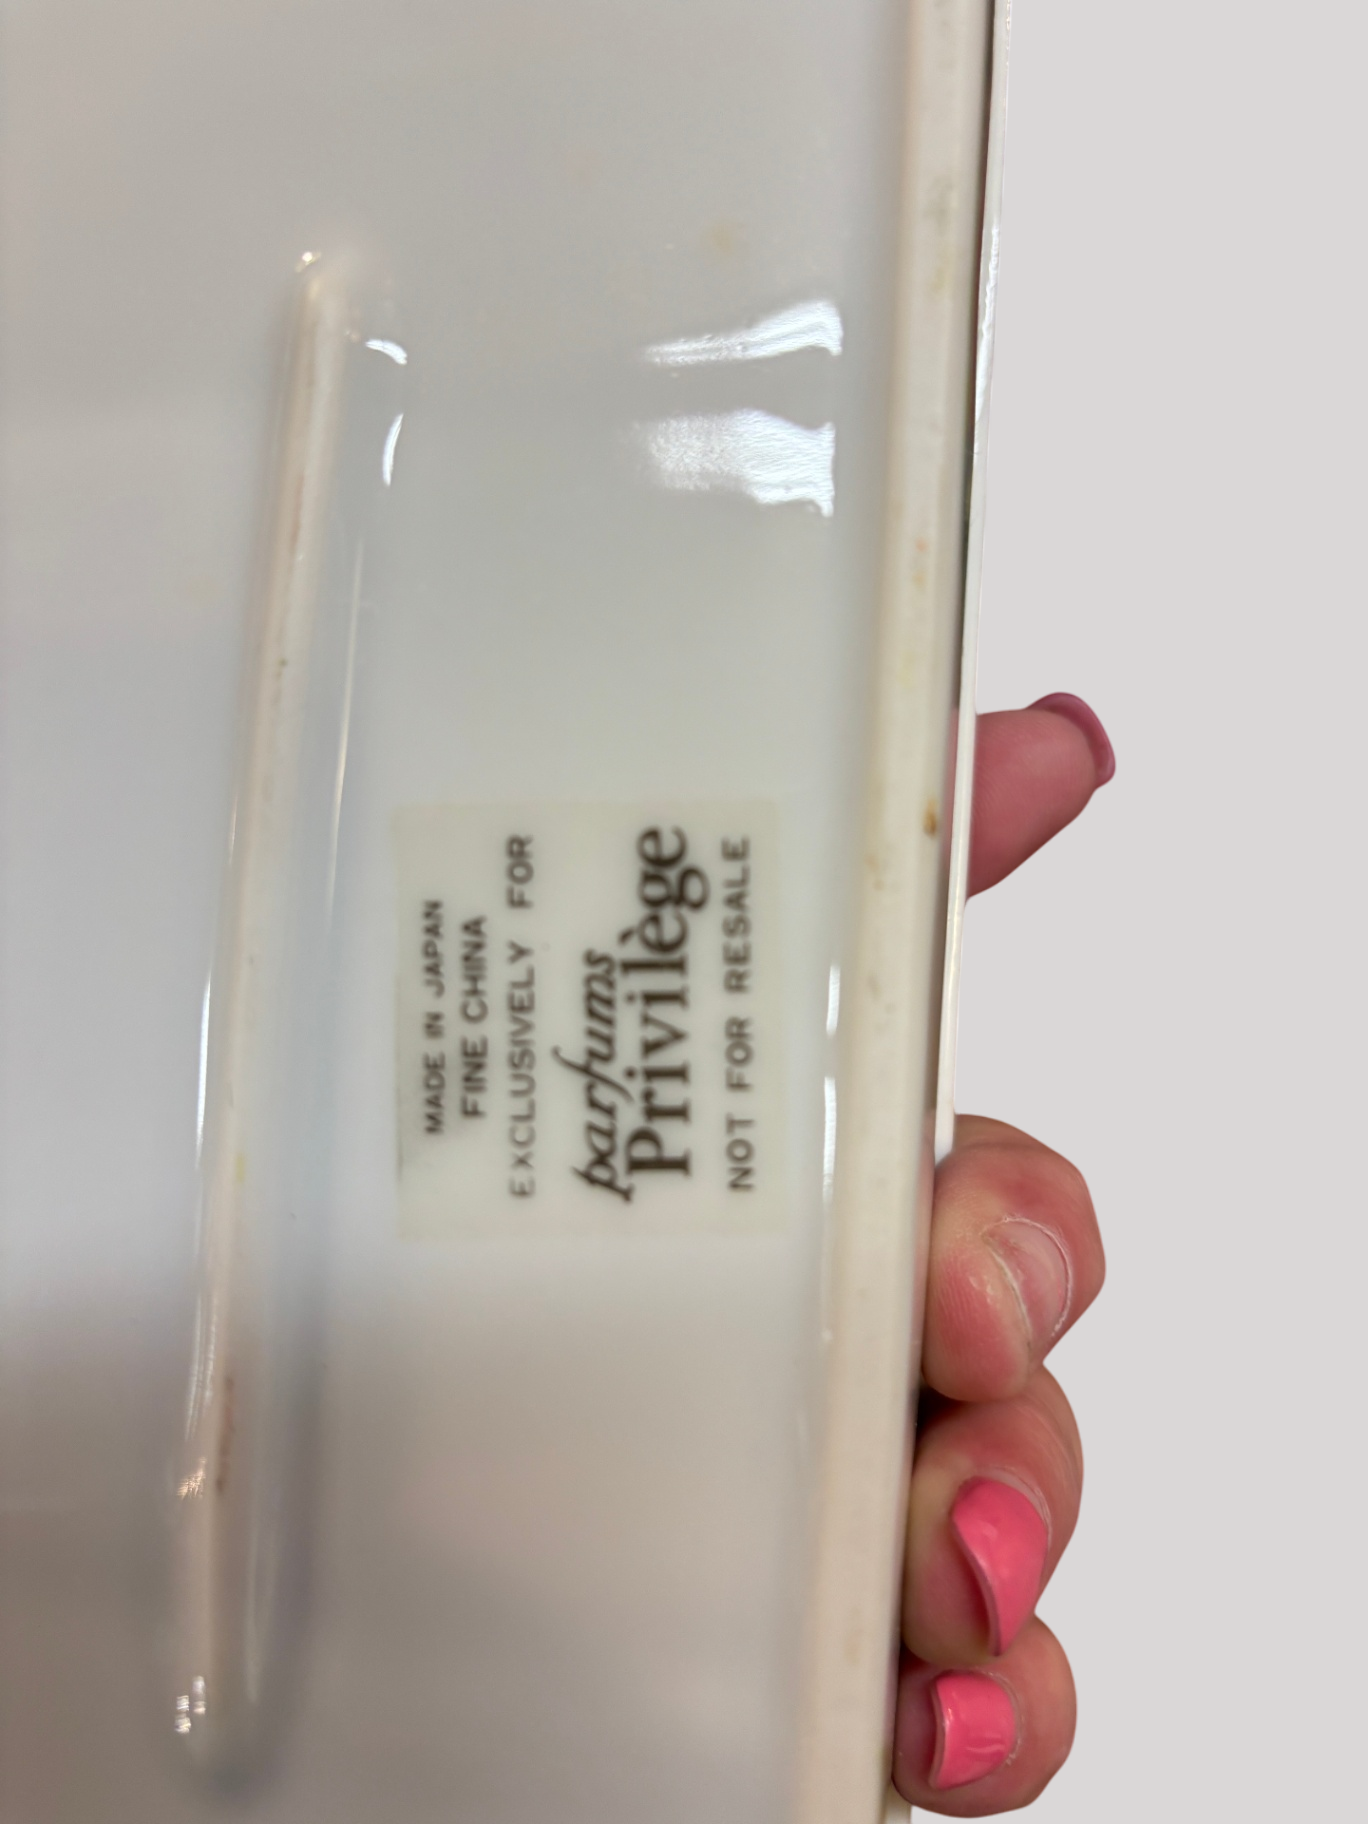 MADE IN JAPAN
FINE CHINA
EXCLUSIVELY FOR
parfums
Privilège
NOT FOR RESALE